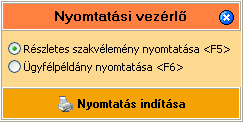 Nyomtatási vezérlő
Részletes szakvélemény nyomtatása <F5>
Ügyfélpéldány nyomtatása <F6>
Nyomtatás indítása